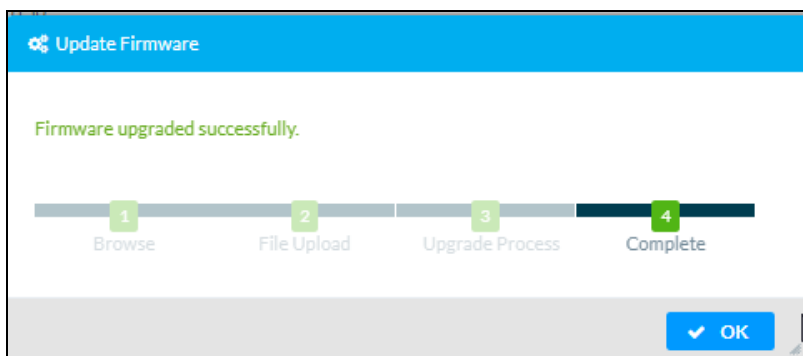 Update Firmware
Firmware upgraded successfully.
1 2 3 4
Browse File Upload Upgrade Process Complete
OK